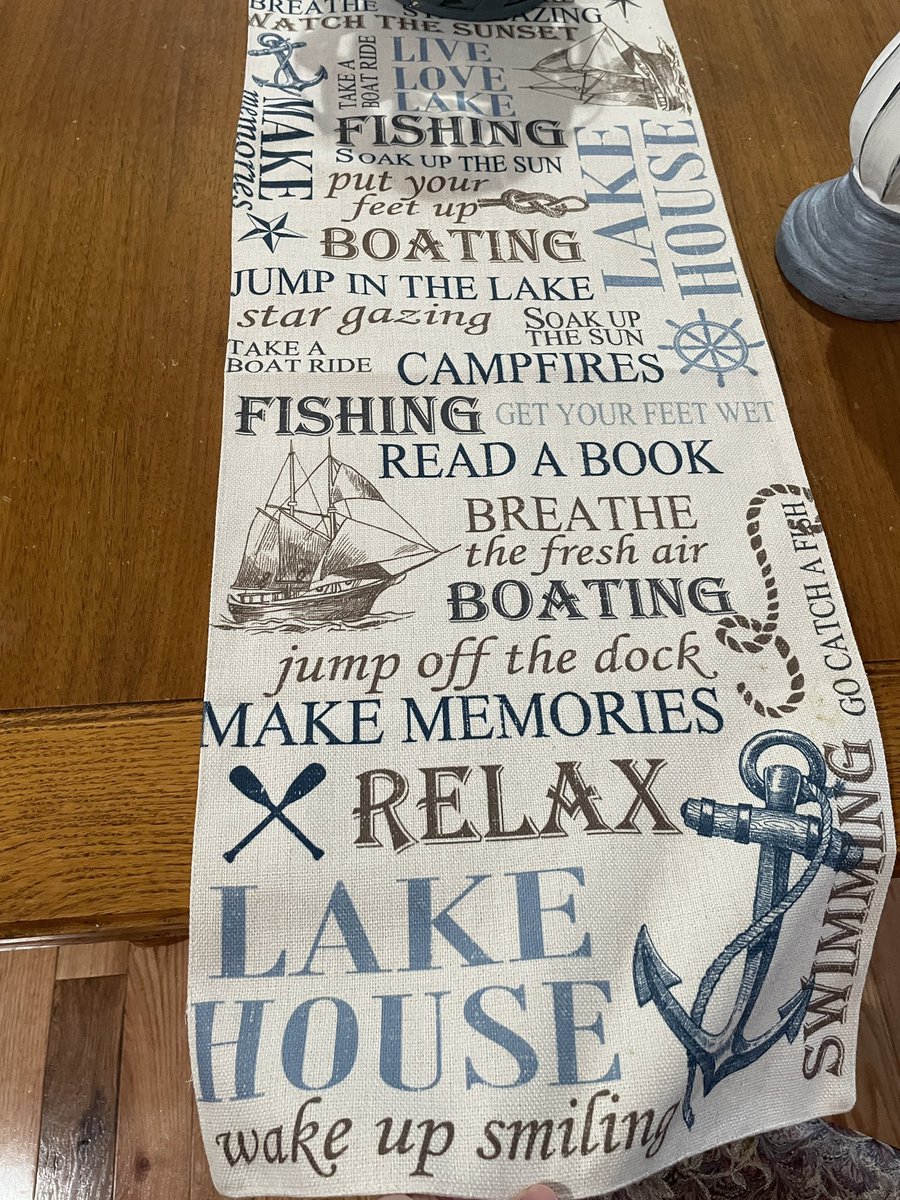 BREATHE
GAZING
WATCH THE SUNSET
TAKE A
BOAT RIDE
LIVE
LOVE
LAKE
MAKE
memories
FISHING
SOAK UP THE SUN
put your
feet up
LAKE
HOUSE
BOATING
JUMP IN THE LAKE
star gazing
SOAK UP
THE SUN
TAKE A
BOAT RIDE
CAMPFIRES
FISHING
GET YOUR FEET WET
READ A BOOK
BREATHE
the fresh air
BOATING
GO CATCH A FISH
jump off the dock
MAKE MEMORIES
RELAX
SWIMMING
LAKE
HOUSE
wake up smiling